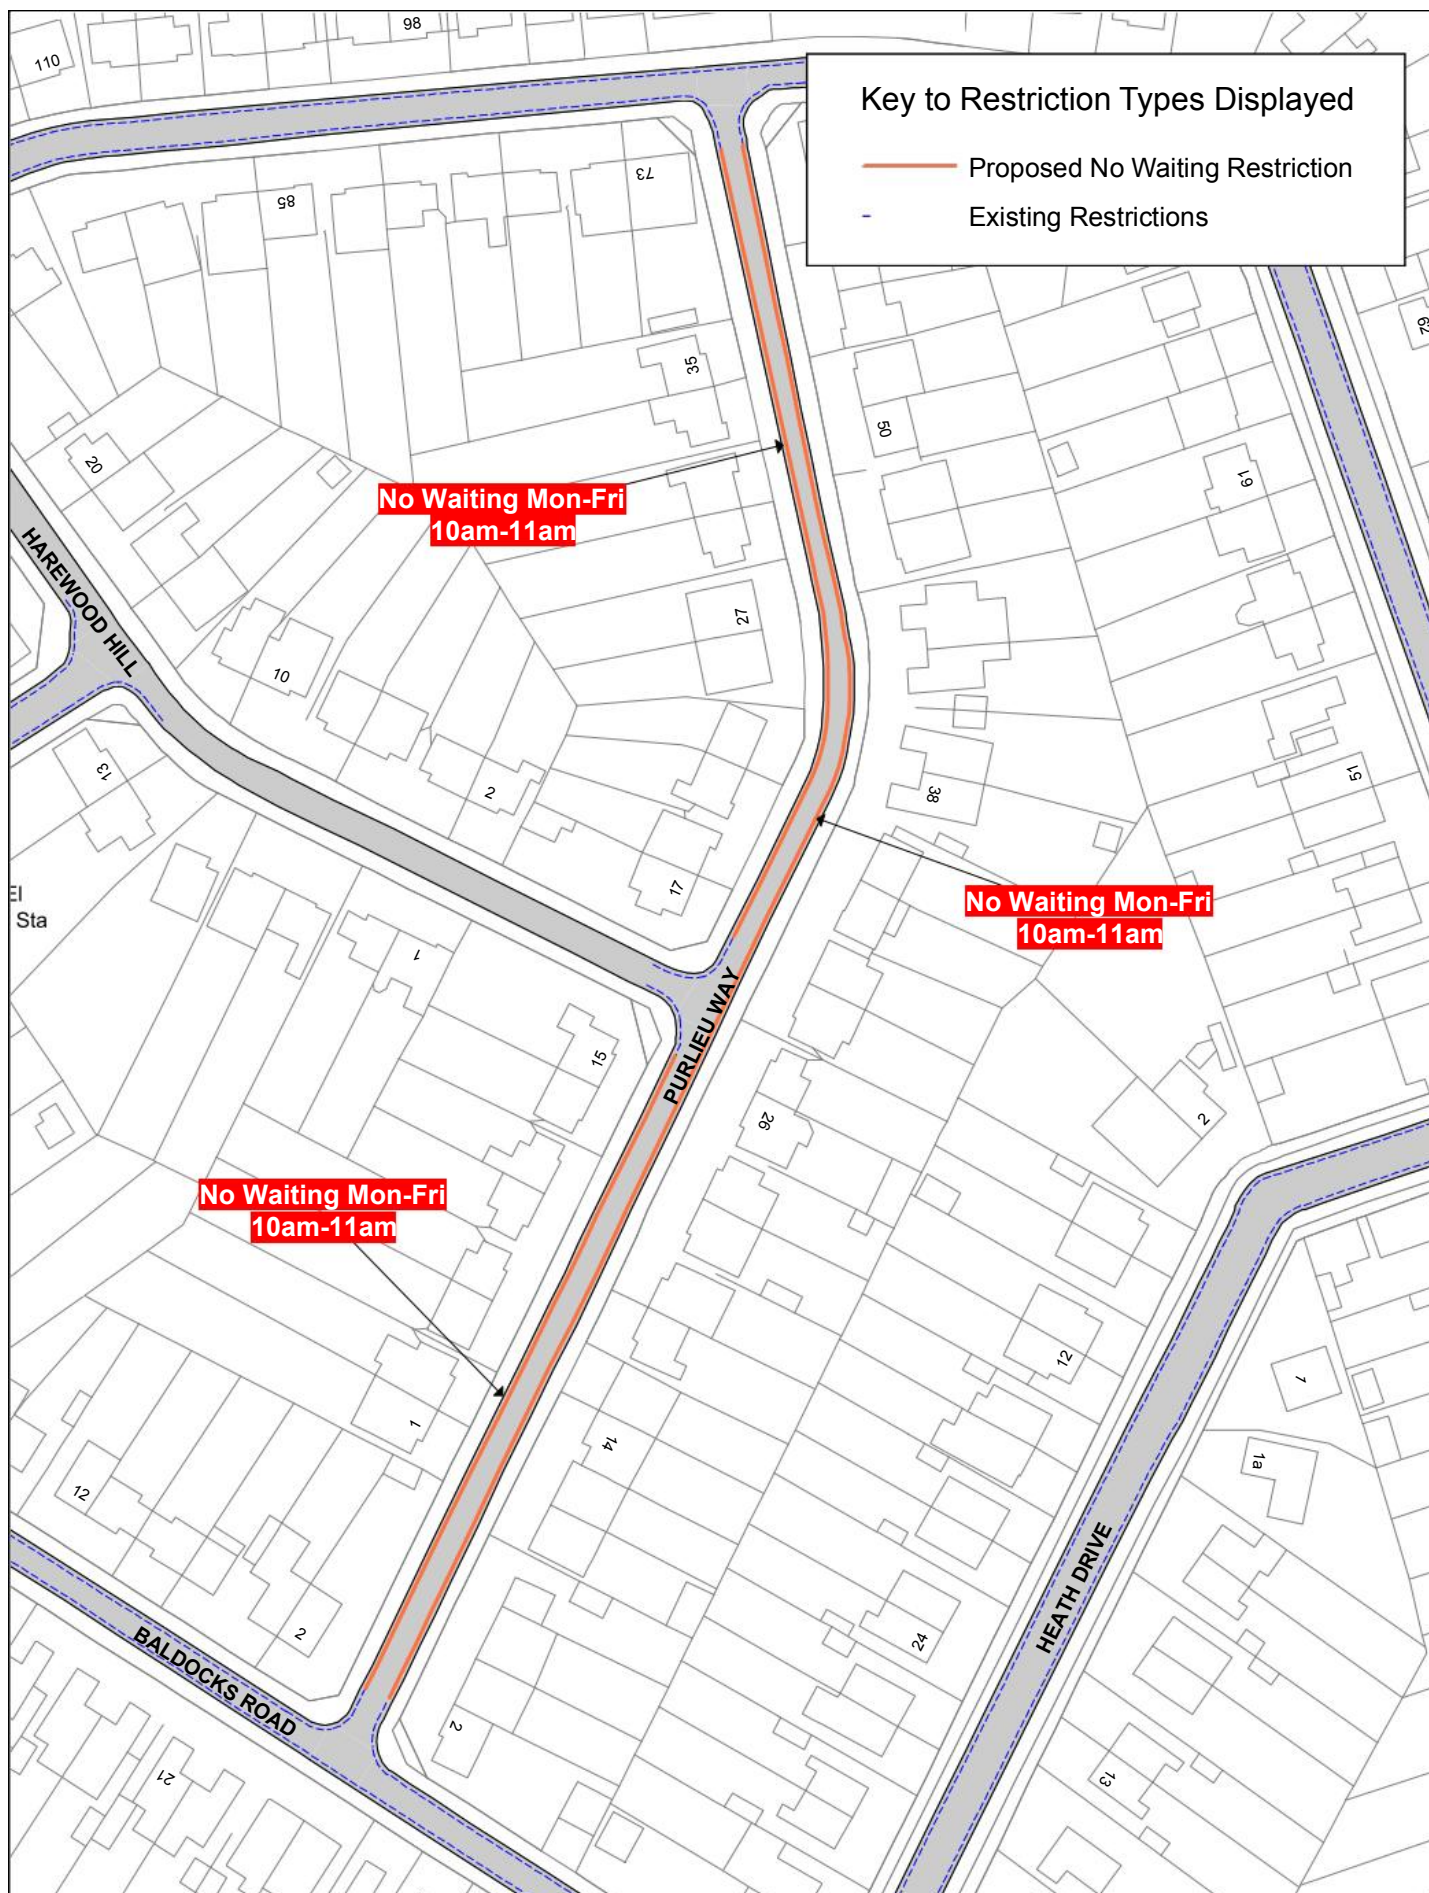 98
110
Key to Restriction Types Displayed
Proposed No Waiting Restriction
Existing Restrictions
73
85
62
35
50
20
61
No Waiting Mon-Fri
10am-11am
HAREWOOD HILL
27
10
13
2
38
51
17
El
Sta
No Waiting Mon-Fri
10am-11am
1
PURLIEU WAY
15
26
2
No Waiting Mon-Fri
10am-11am
12
1
7
14
1a
12
2
HEATH DRIVE
24
BALDOCKS ROAD
2
21
13